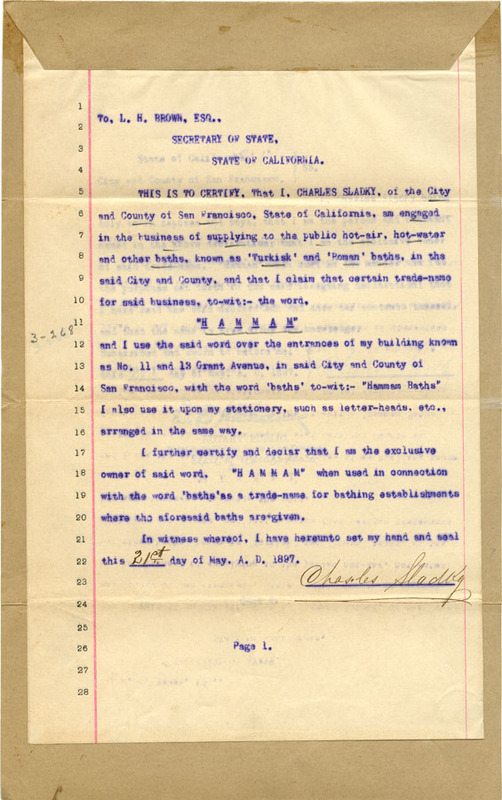 1
2 To, L. H. BROWN, ESQ.,
3 SECRETARY OF STATE,
4 STATE OF CALIFORNIA.
5 THIS IS TO CERTIFY, That I, CHARLES SLADKY, of the City
6 and County of San Francisco, State of California, am engaged
7 in the business of supplying to the public hot-air, hot-water
8 and other baths, known as 'Turkisk' and 'Roman' baths, in the
9 said City and County, and that I claim that certain trade-name
10 for said business, to-wit:- the word,
11 "H A M M A M"
3-268
12 and I use the said word over the entrances of my building known
13 as No. 11 and 13 Grant Avenue, in said City and County of
14 San Francisco, with the word 'baths' to-wit:- "Hammam Baths"
15 I also use it upon my stationery, such as letter-heads, etc.,
16 arranged in the same way.
17 I further certify and declar that I am the exclusive
18 owner of said word, "H A M M A M" when used in connection
19 with the word 'baths'as a trade-name for bathing establishments
20 where the aforesaid baths are given.
21 In witness whereof, I have hereunto set my hand and seal
22 this 21st day of May, A. D. 1897.
23 Charles Sladky
24
25
26 Page 1.
27
28